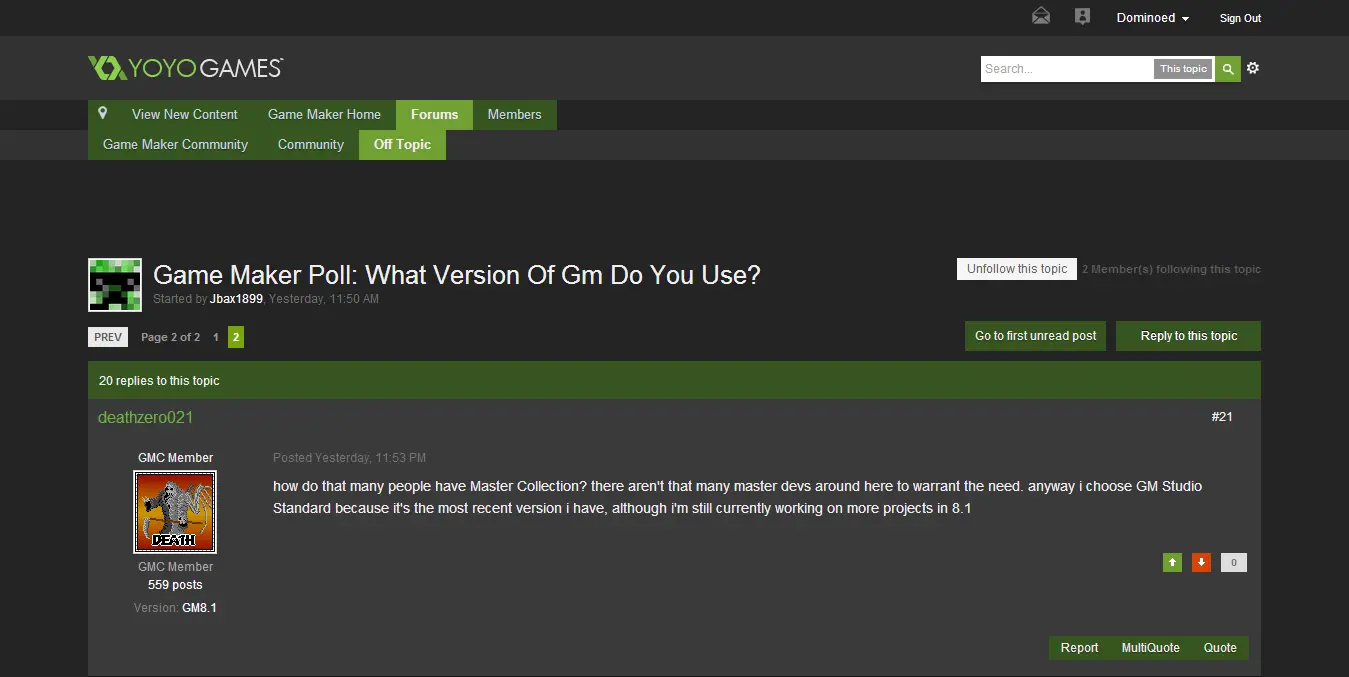 Dominoed Sign Out
YOYO GAMES™
Search... This topic
View New Content Game Maker Home Forums Members
Game Maker Community Community Off Topic
Game Maker Poll: What Version Of Gm Do You Use?
Started by Jbax1899, Yesterday, 11:50 AM
Unfollow this topic 2 Member(s) following this topic
PREV Page 2 of 2 1 2
Go to first unread post Reply to this topic
20 replies to this topic
deathzero021 #21
GMC Member
Posted Yesterday, 11:53 PM
how do that many people have Master Collection? there aren't that many master devs around here to warrant the need. anyway i choose GM Studio
Standard because it's the most recent version i have, although i'm still currently working on more projects in 8.1
DEATH
0
GMC Member
559 posts
Version: GM8.1
Report MultiQuote Quote